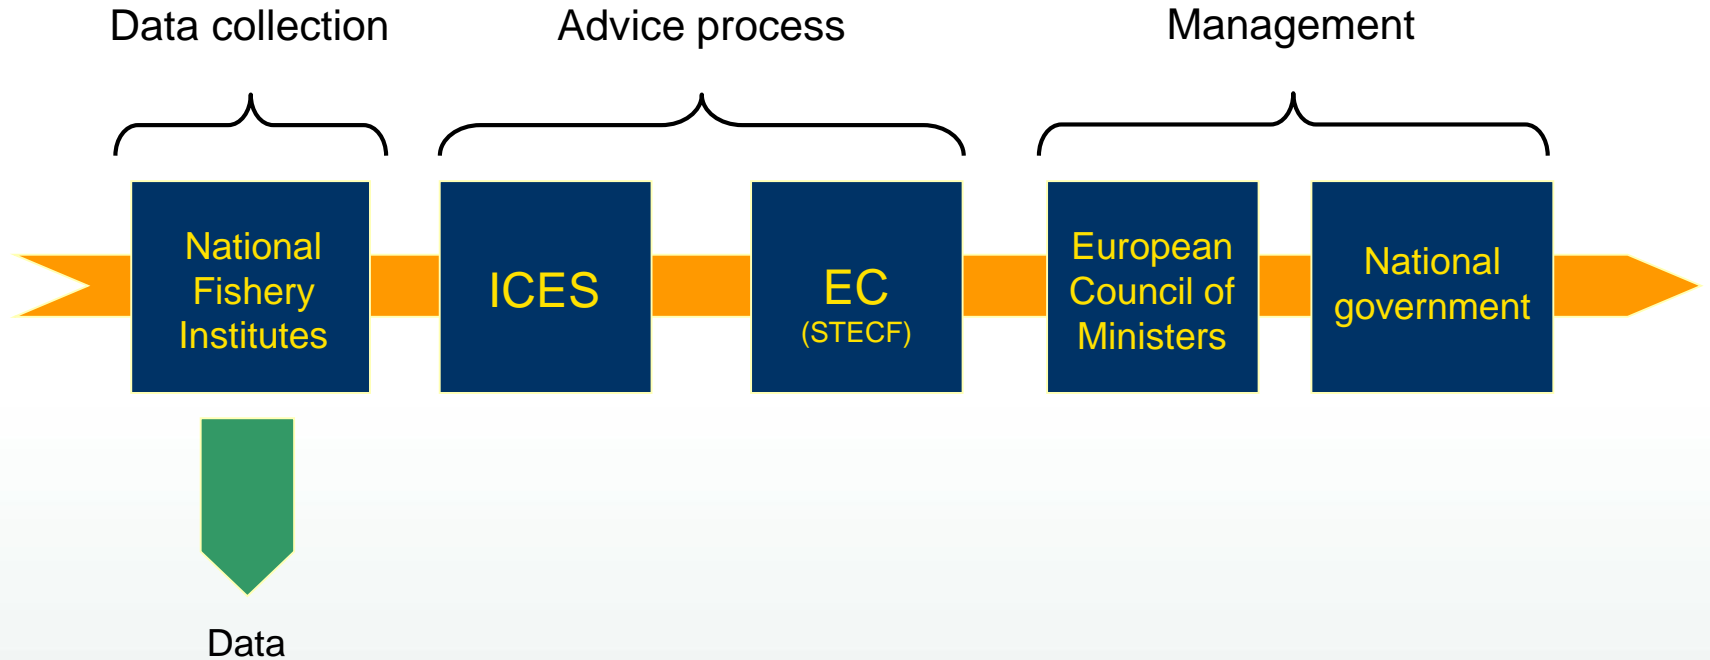 Data collection
Advice process
Management
National
Fishery
Institutes
ICES
EC
(STECF)
European
Council of
Ministers
National
government
Data